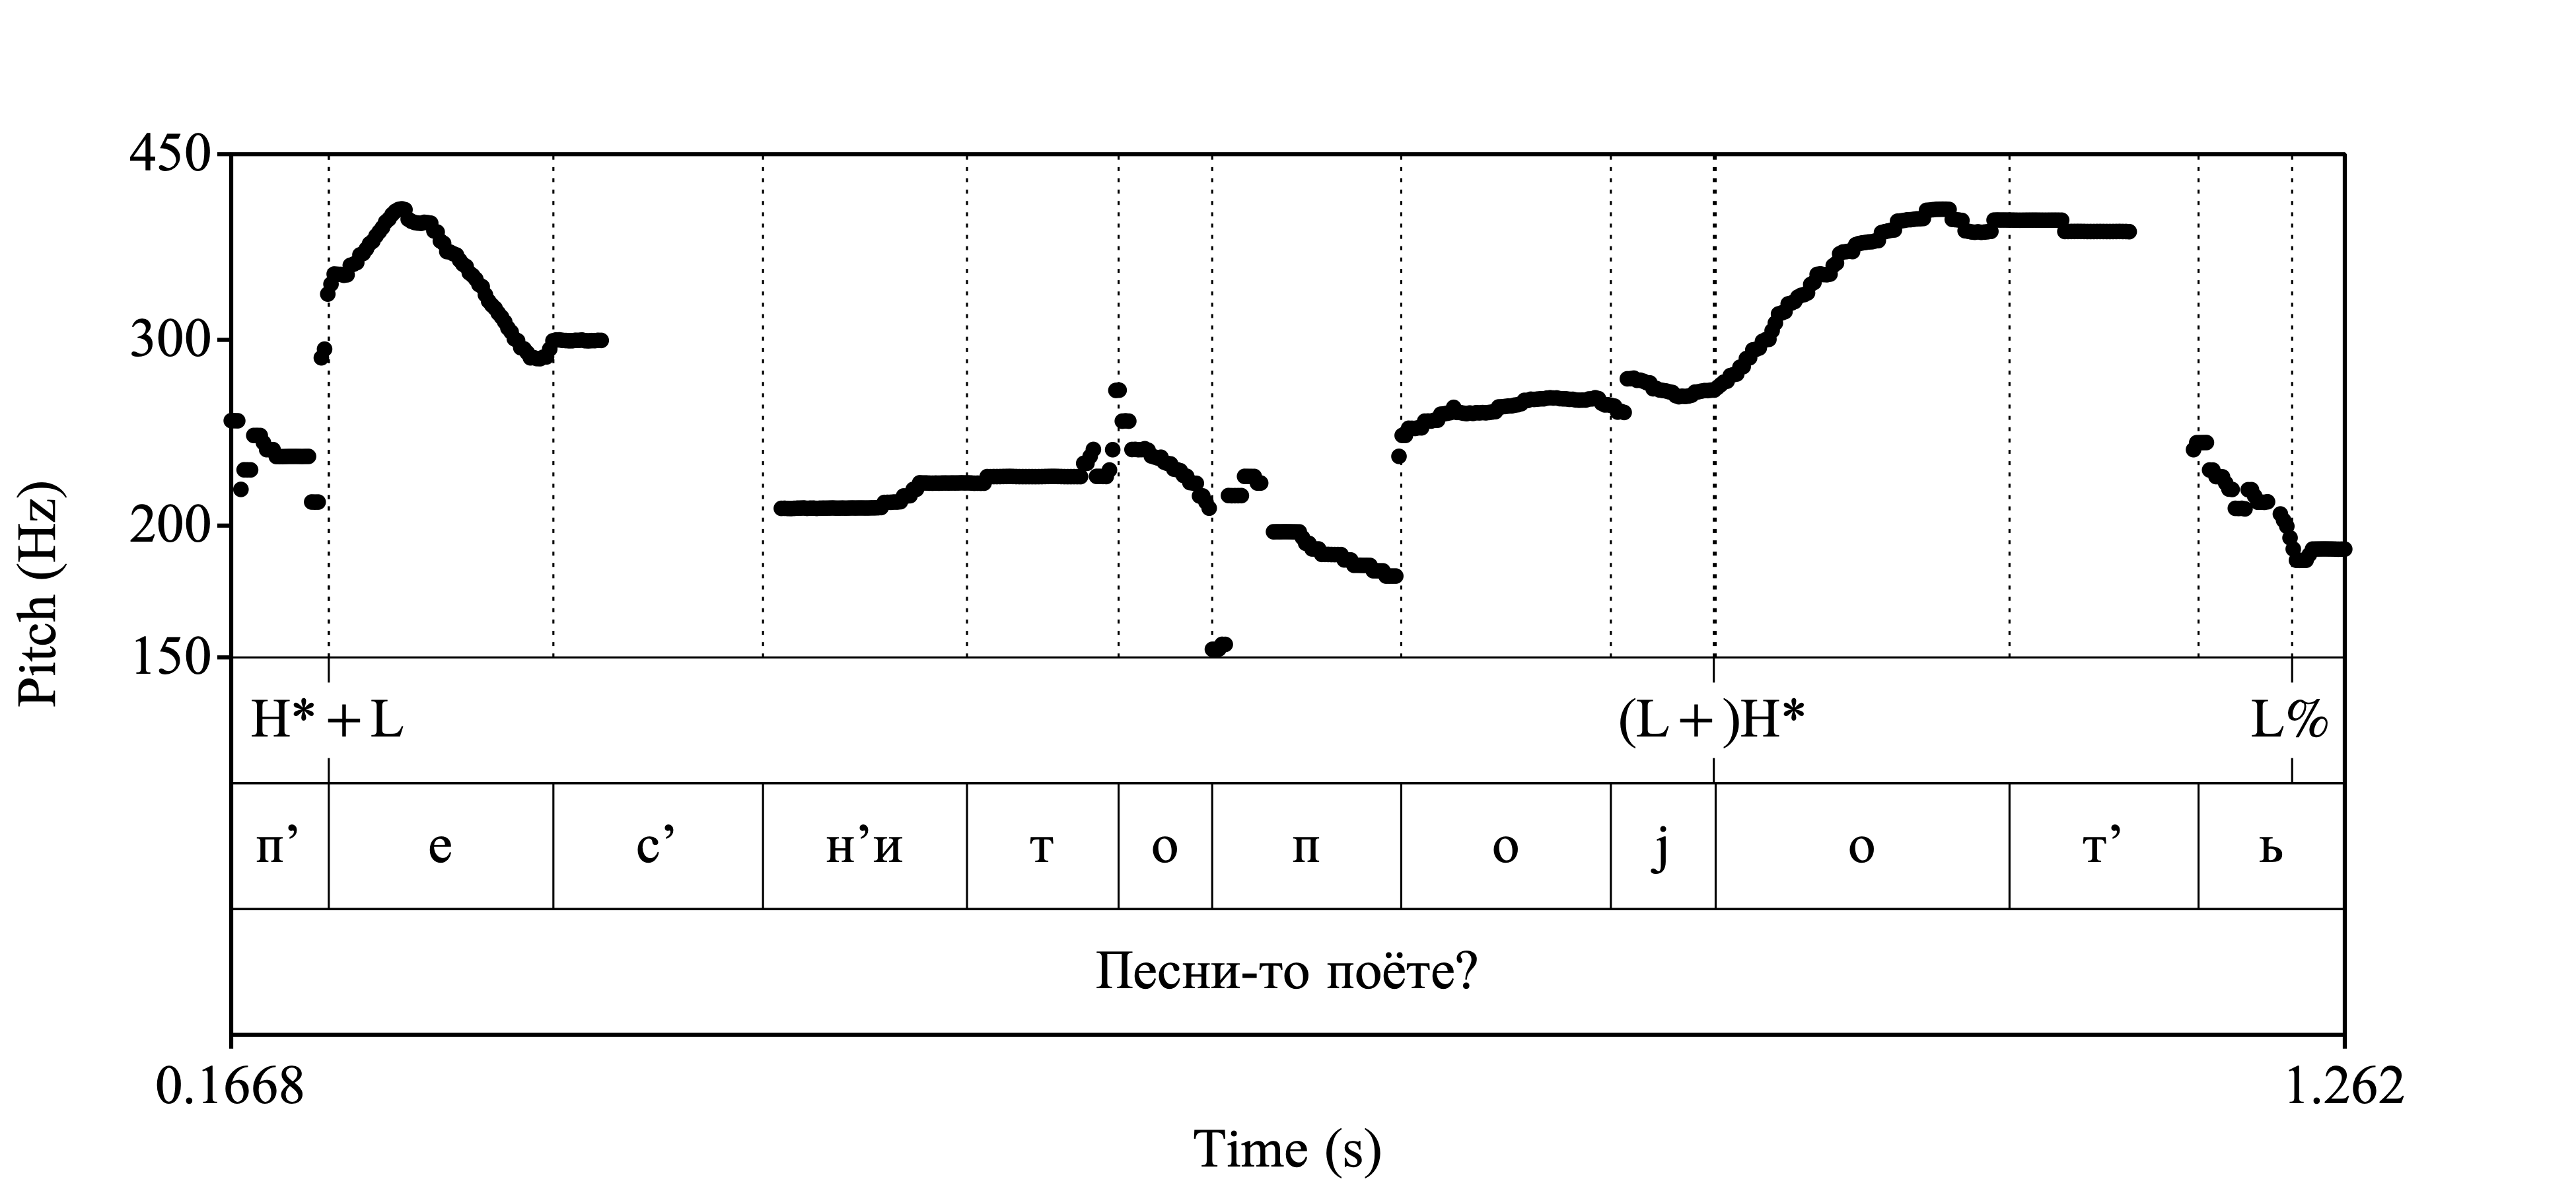 450
300
200
150
Pitch (Hz)
H* + L (L +)H* L%
п’ е с’ н’и т о п о j о т’ ь
Песни-то поёте?
0.1668 1.262
Time (s)